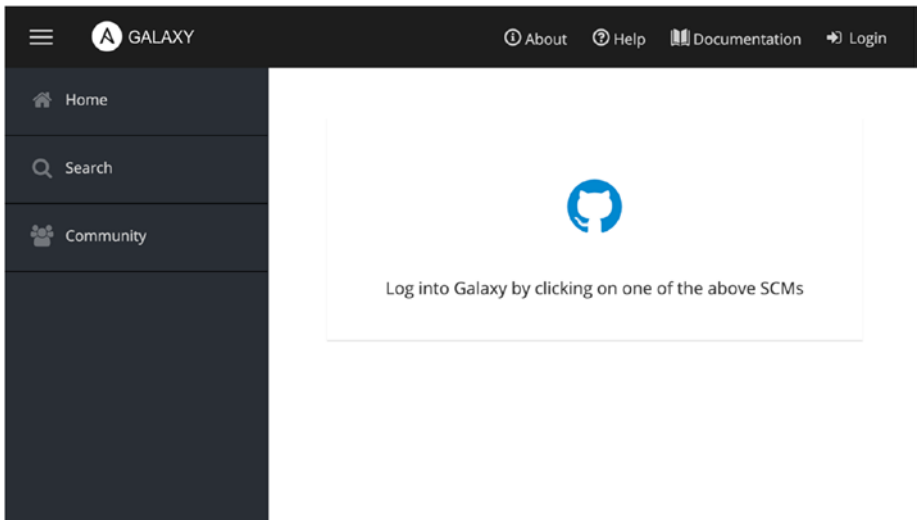 GALAXY
About Help Documentation Login
Home
Search
Community
Log into Galaxy by clicking on one of the above SCMs